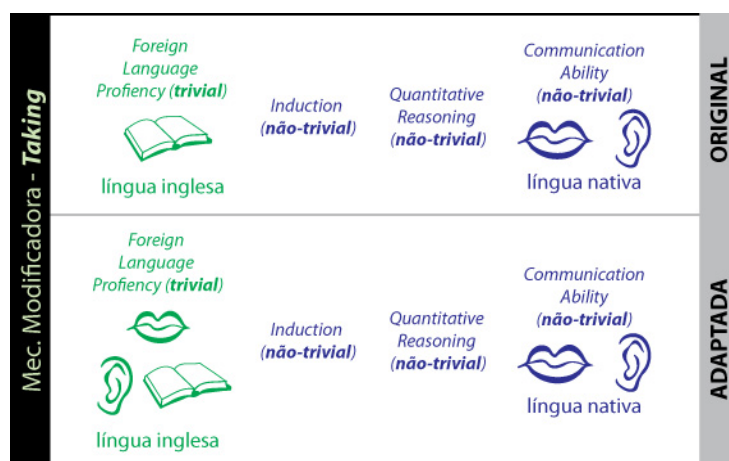 Mec. Modificadora - Taking
Foreign
Language
Profiency (trivial)
língua inglesa
Induction
(não-trivial)
Quantitative
Reasoning
(não-trivial)
Communication
Ability
(não-trivial)
língua nativa
ORIGINAL
Foreign
Language
Profiency (trivial)
língua inglesa
Induction
(não-trivial)
Quantitative
Reasoning
(não-trivial)
Communication
Ability
(não-trivial)
língua nativa
ADAPTADA